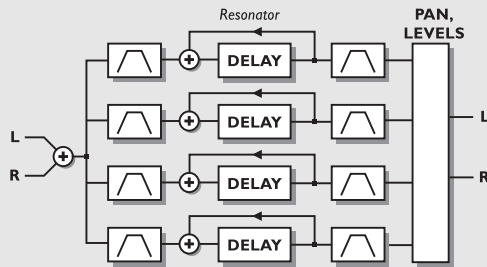 Resonator
PAN,
LEVELS
DELAY
DELAY
L
R
L
DELAY
R
DELAY